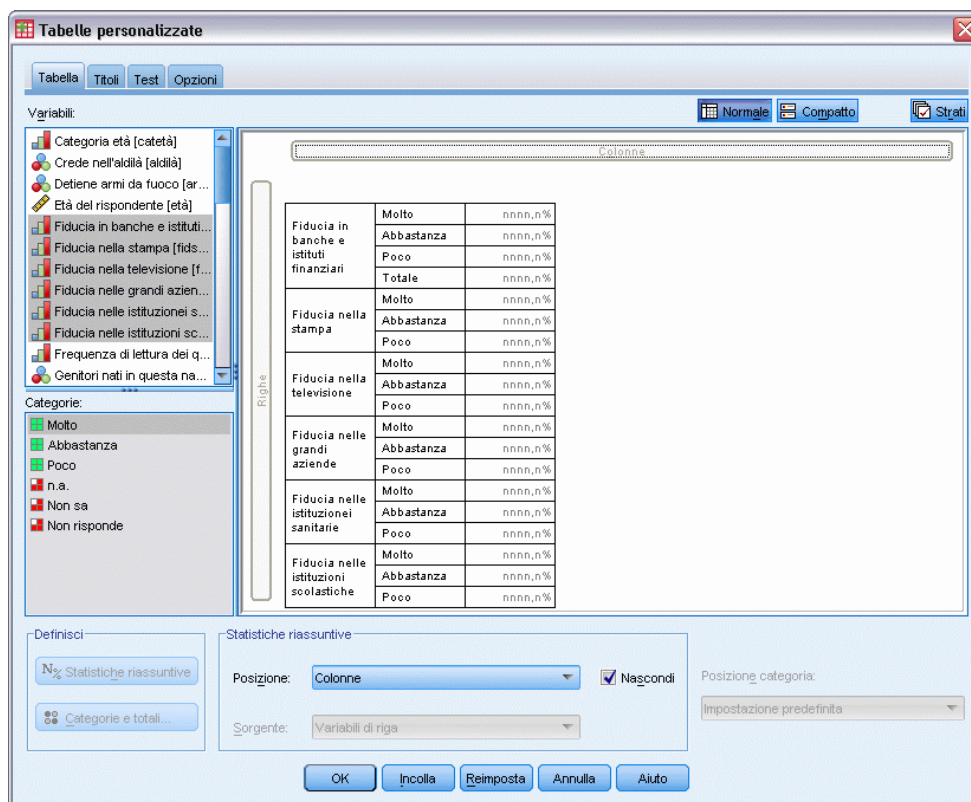 Tabelle personalizzate
Tabella Titoli Test Opzioni
Variabili:
Normale Compatto Strati
Categoria età [catetà]
Crede nell'aldilà [aldilà]
Detiene armi da fuoco [ar...
Età del rispondente [età]
Fiducia in banche e istituti...
Fiducia nella stampa [fids...
Fiducia nella televisione [f...
Fiducia nelle grandi azien...
Fiducia nelle istituzionei s...
Fiducia nelle istituzioni sc...
Frequenza di lettura dei q...
Genitori nati in questa na...
Categorie:
Molto
Abbastanza
Poco
n.a.
Non sa
Non risponde
Colonne
Righe
Fiducia in
banche e
istituti
finanziari
Molto nnnn,n%
Abbastanza nnnn,n%
Poco nnnn,n%
Totale nnnn,n%
Fiducia nella
stampa
Molto nnnn,n%
Abbastanza nnnn,n%
Poco nnnn,n%
Fiducia nella
televisione
Molto nnnn,n%
Abbastanza nnnn,n%
Poco nnnn,n%
Fiducia nelle
grandi
aziende
Molto nnnn,n%
Abbastanza nnnn,n%
Poco nnnn,n%
Fiducia nelle
istituzionei
sanitarie
Molto nnnn,n%
Abbastanza nnnn,n%
Poco nnnn,n%
Fiducia nelle
istituzioni
scolastiche
Molto nnnn,n%
Abbastanza nnnn,n%
Poco nnnn,n%
Definisci
N% Statistiche riassuntive
Categorie e totali...
Statistiche riassuntive
Posizione: Colonne Nascondi
Sorgente: Variabili di riga
Posizione categoria:
Impostazione predefinita
OK Incolla Reimposta Annulla Aiuto